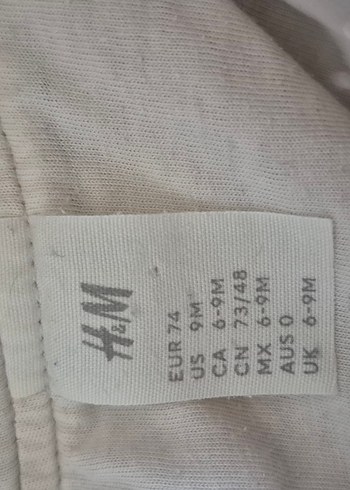 H&M
EUR 74
US 9M
CA 6-9M
CN 73/48
MX 6-9M
AUS 0
UK 6-9M